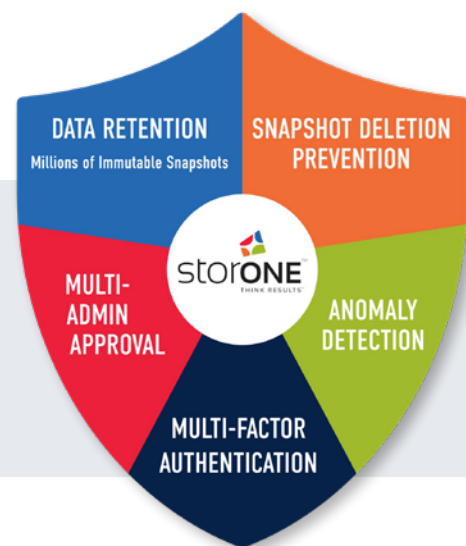 DATA RETENTION
Millions of Immutable Snapshots
SNAPSHOT DELETION
PREVENTION
storONE™
THINK RESULTS
MULTI-
ADMIN
APPROVAL
ANOMALY
DETECTION
MULTI-FACTOR
AUTHENTICATION